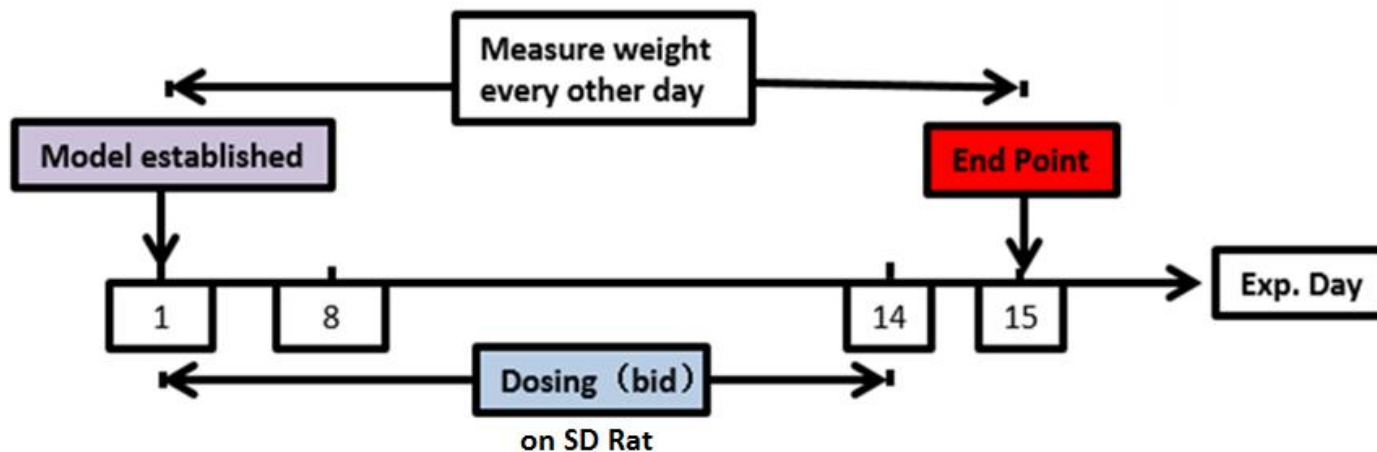 Measure weight
every other day
Model established
End Point
1
8
14
15
Exp. Day
Dosing（bid）
on SD Rat